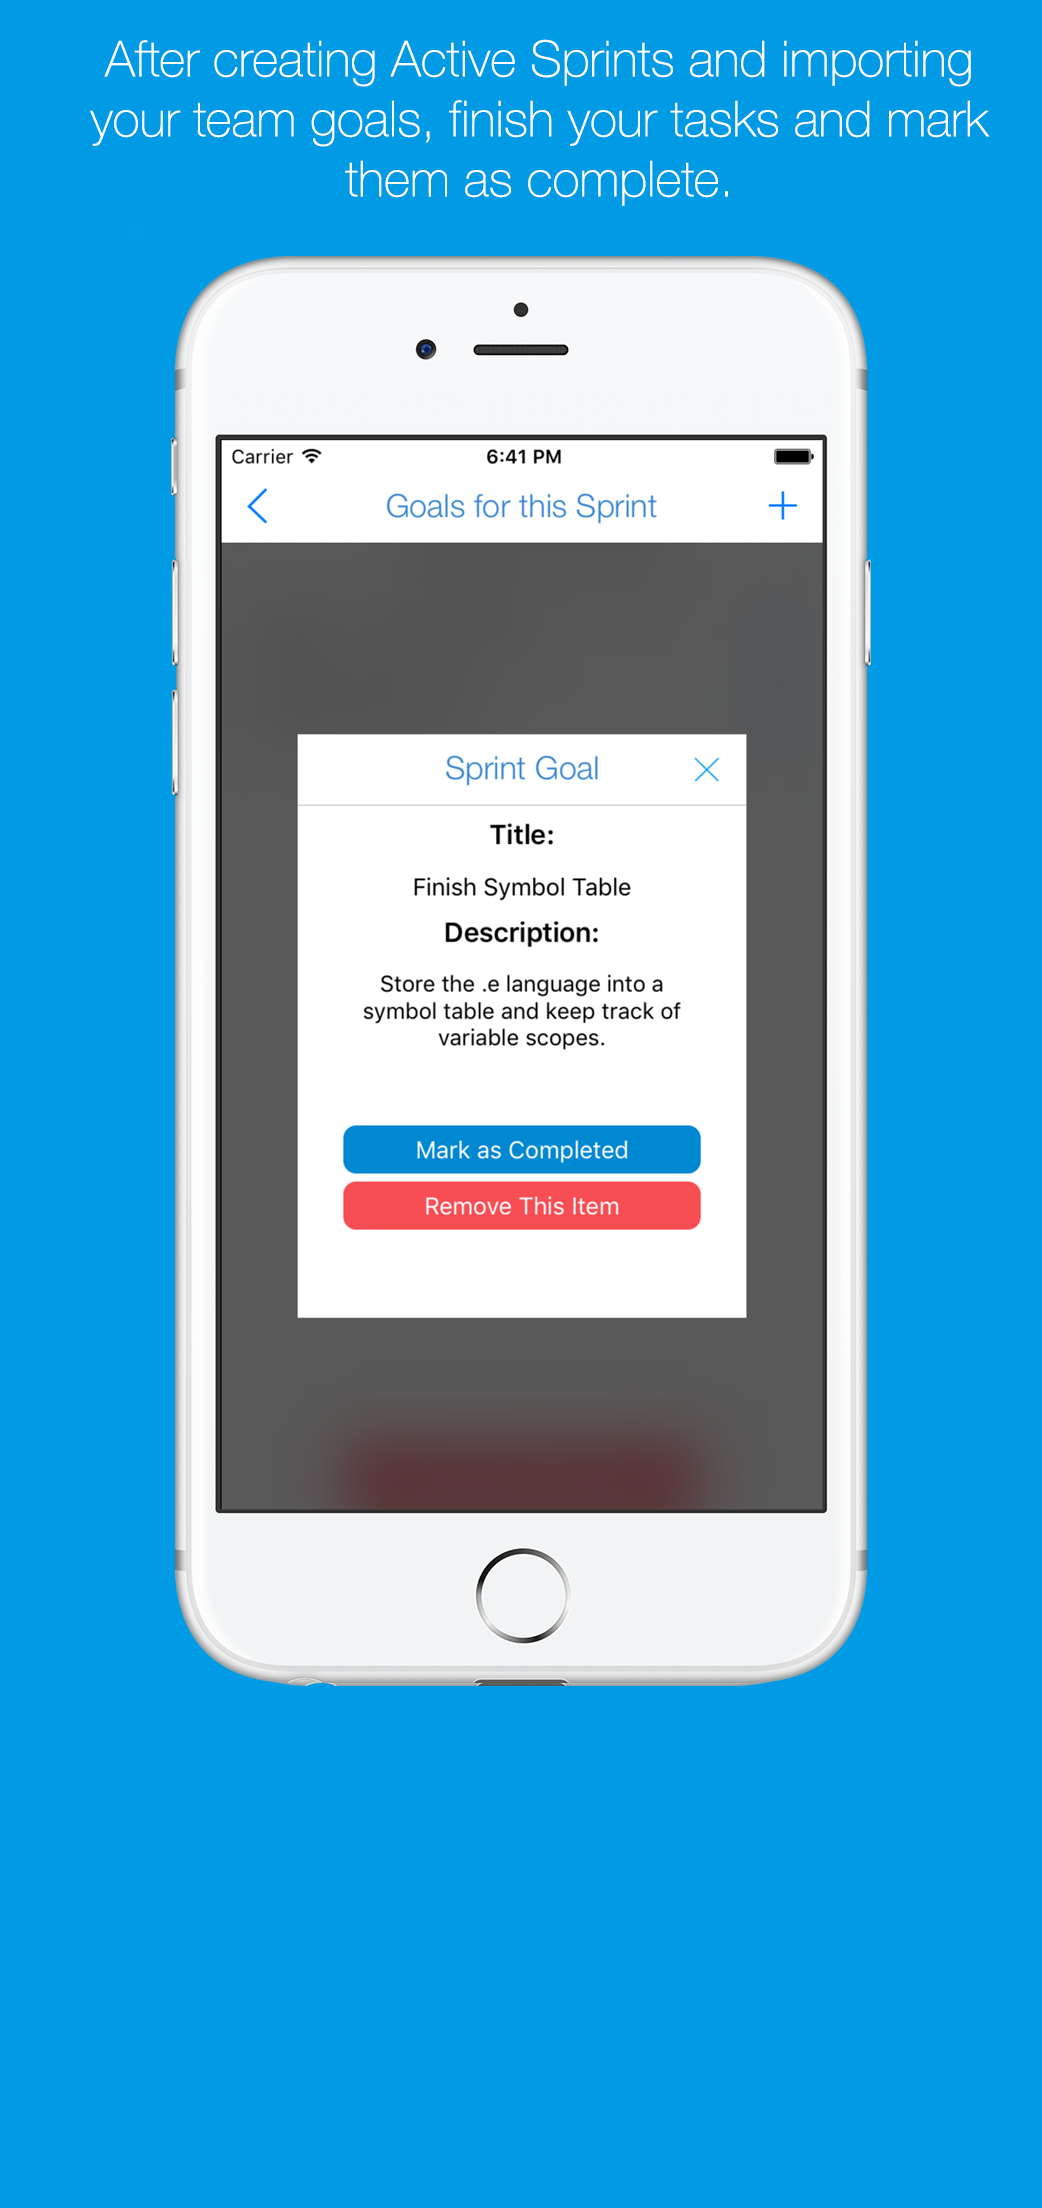 After creating Active Sprints and importing
your team goals, finish your tasks and mark
them as complete.
Carrier 6:41 PM
Goals for this Sprint
Sprint Goal
Title:
Finish Symbol Table
Description:
Store the .e language into a
symbol table and keep track of
variable scopes.
Mark as Completed
Remove This Item